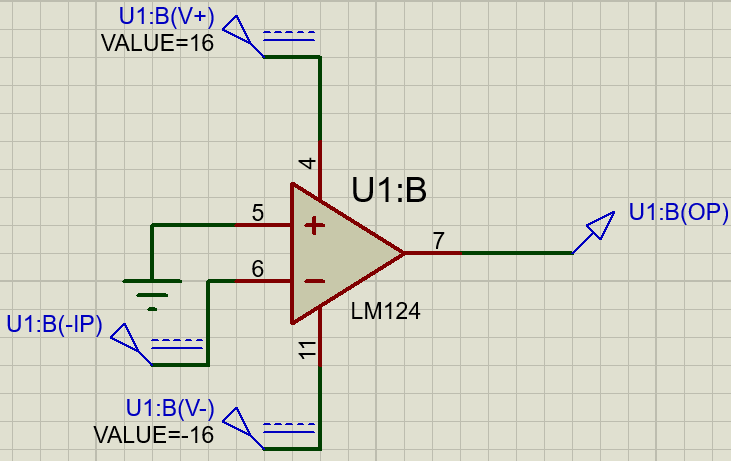 U1:B(V+)
VALUE=16
4
U1:B
5
+
U1:B(OP)
7
6
−
LM124
U1:B(-IP)
11
U1:B(V-)
VALUE=-16